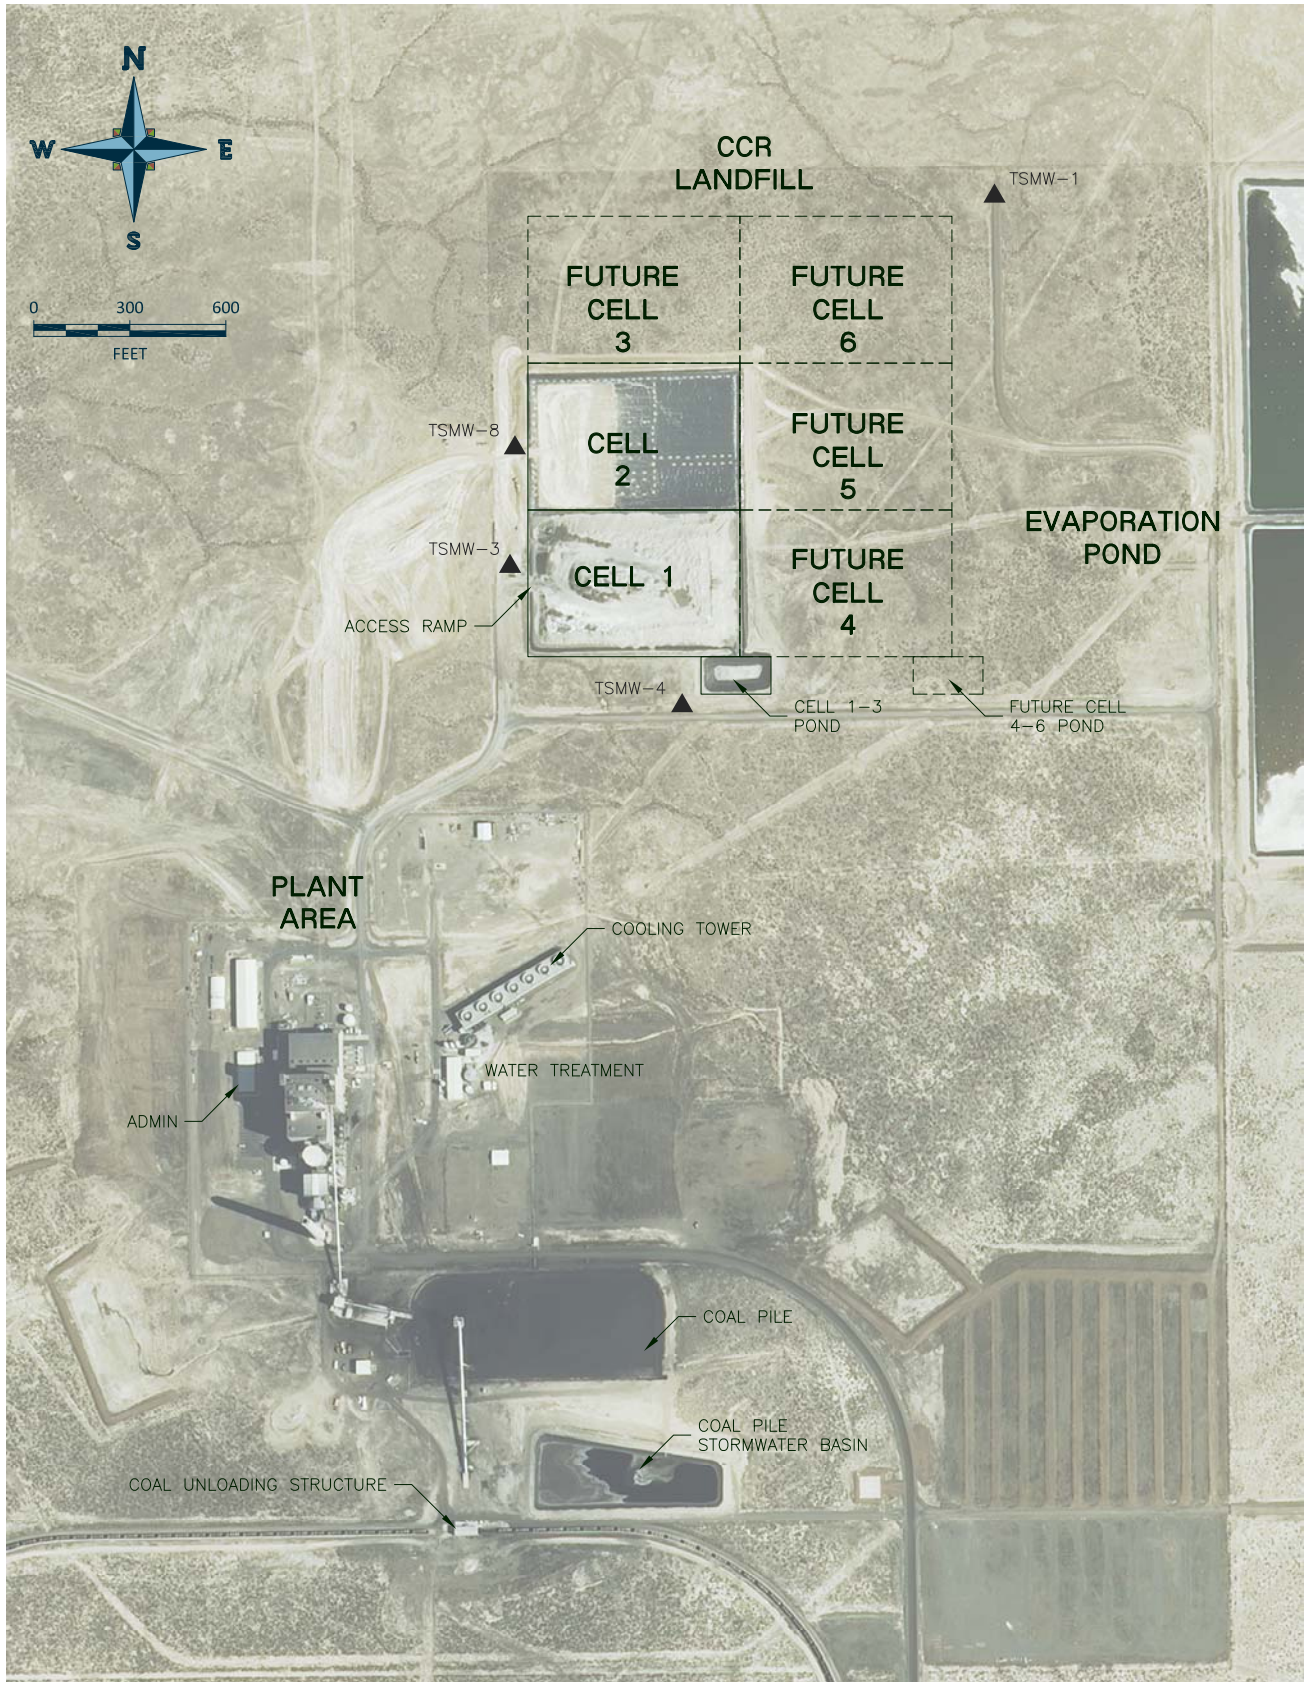 N
W
E
S
0 300 600
FEET
CCR
LANDFILL
TSMW-1
FUTURE
CELL
3
FUTURE
CELL
6
TSMW-8
CELL
2
FUTURE
CELL
5
EVAPORATION
POND
TSMW-3
CELL 1
FUTURE
CELL
4
ACCESS RAMP
TSMW-4
CELL 1-3
POND
FUTURE CELL
4-6 POND
PLANT
AREA
COOLING TOWER
WATER TREATMENT
ADMIN
COAL PILE
COAL PILE
STORMWATER BASIN
COAL UNLOADING STRUCTURE